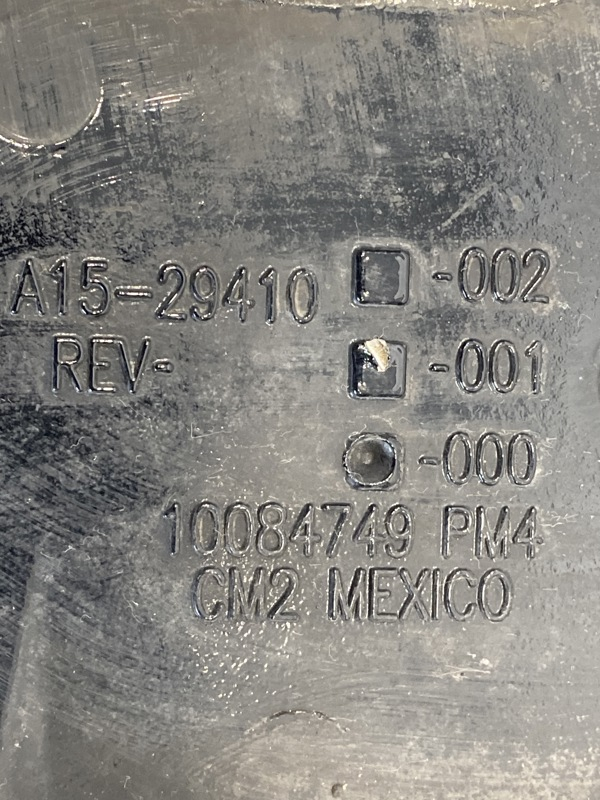 A15-29410 -002
REV- -001
-000
10084749 PM4
CM2 MEXICO